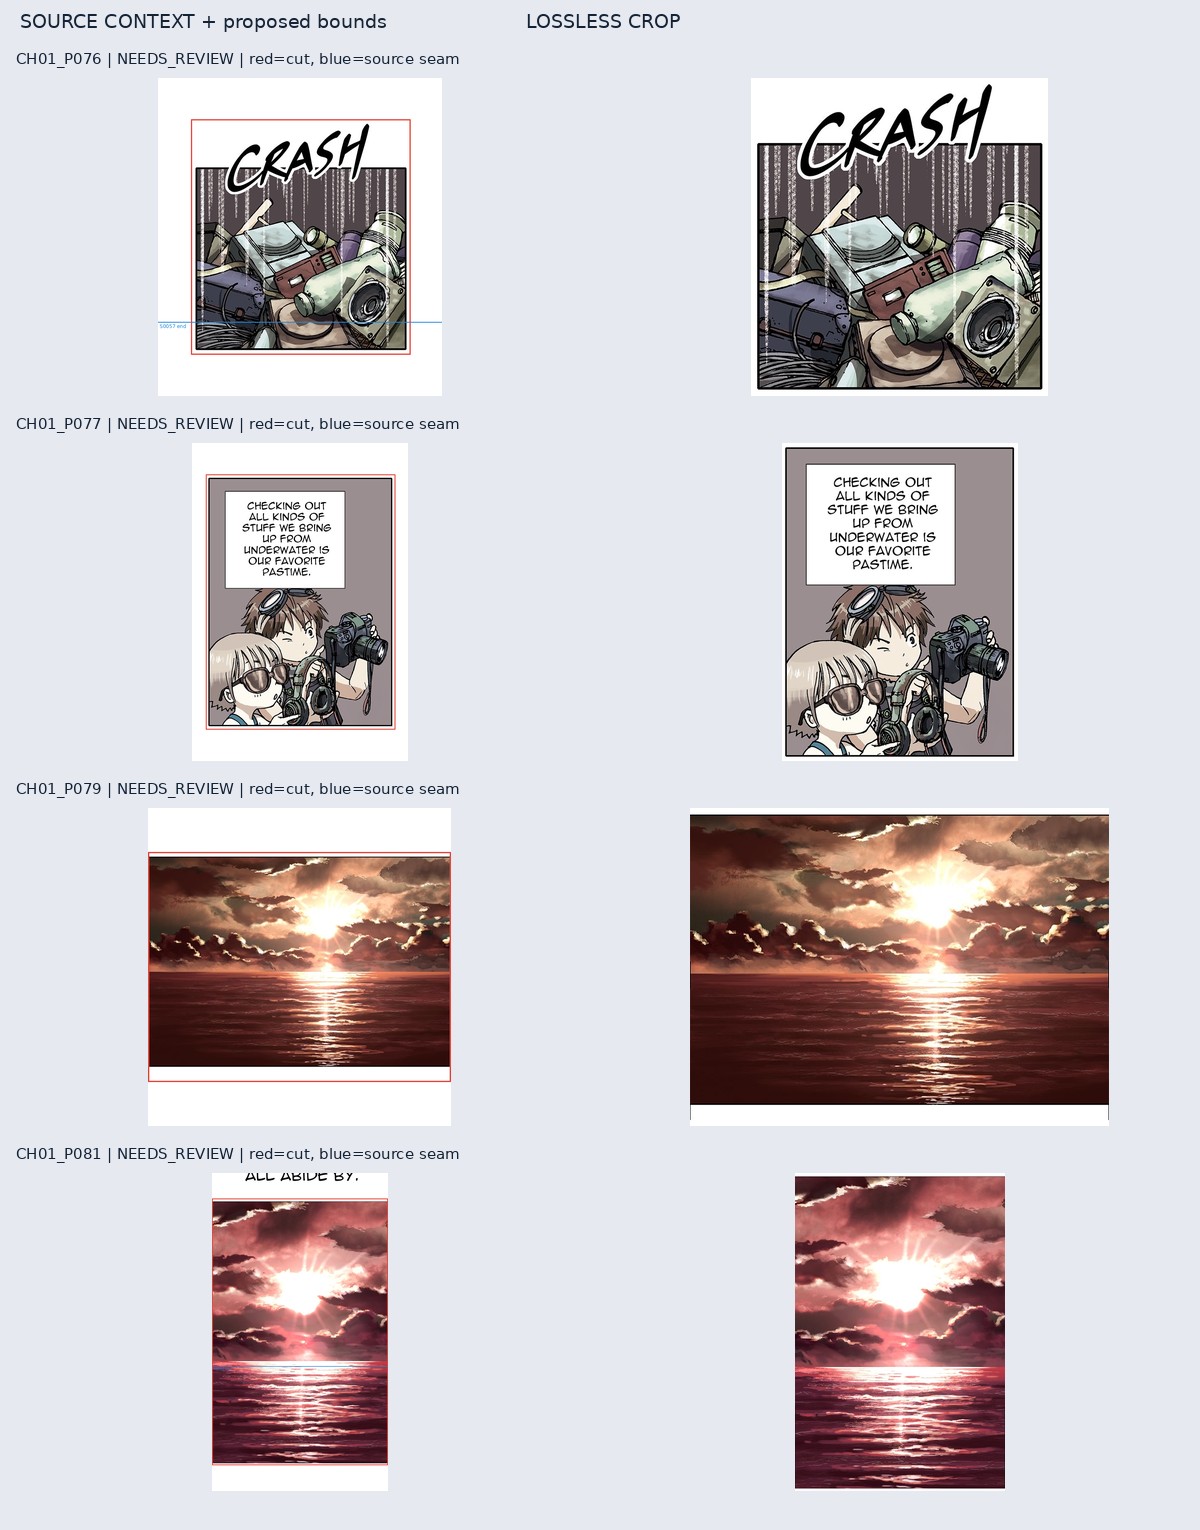 SOURCE CONTEXT + proposed bounds
LOSSLESS CROP
CH01_P076 | NEEDS_REVIEW | red=cut, blue=source seam
CRASH
S0057 end
CRASH
CH01_P077 | NEEDS_REVIEW | red=cut, blue=source seam
CHECKING OUT
ALL KINDS OF
STUFF WE BRING
UP FROM
UNDERWATER IS
OUR FAVORITE
PASTIME.
CHECKING OUT
ALL KINDS OF
STUFF WE BRING
UP FROM
UNDERWATER IS
OUR FAVORITE
PASTIME.
CH01_P079 | NEEDS_REVIEW | red=cut, blue=source seam
CH01_P081 | NEEDS_REVIEW | red=cut, blue=source seam
ALL ABIDE BY.